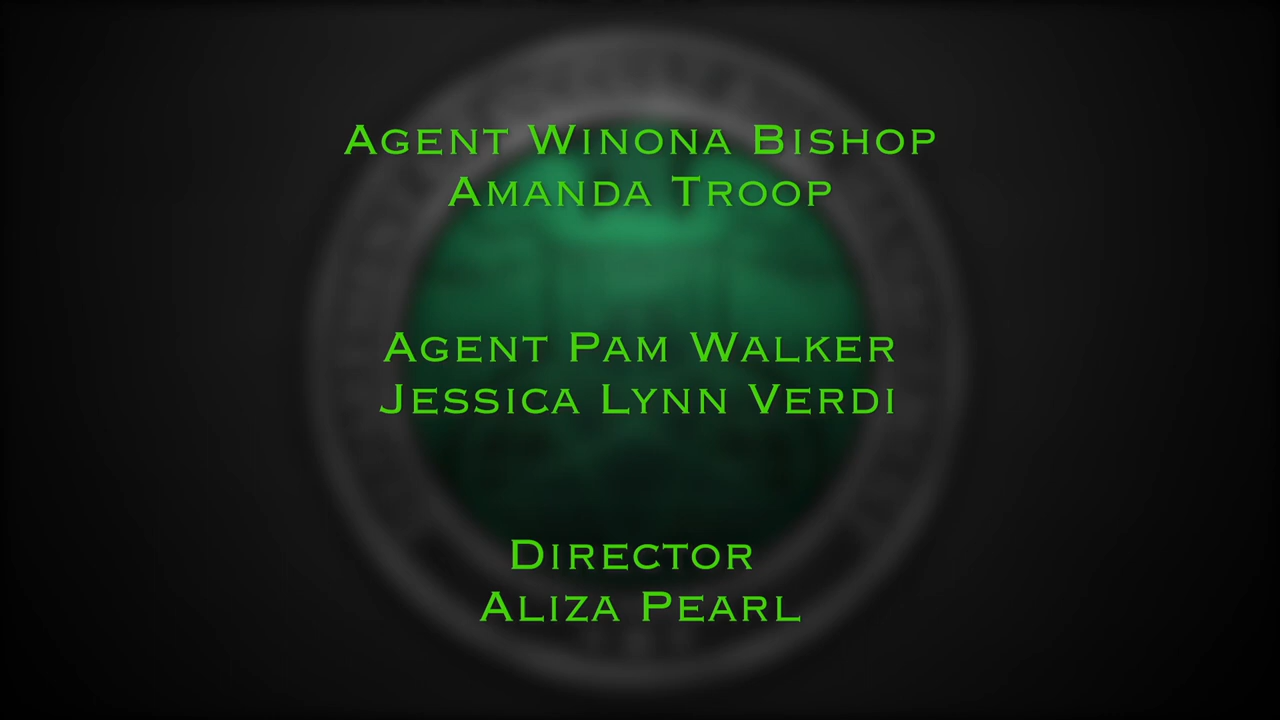 Agent Winona Bishop
Amanda Troop
Agent Pam Walker
Jessica Lynn Verdi
Director
Aliza Pearl